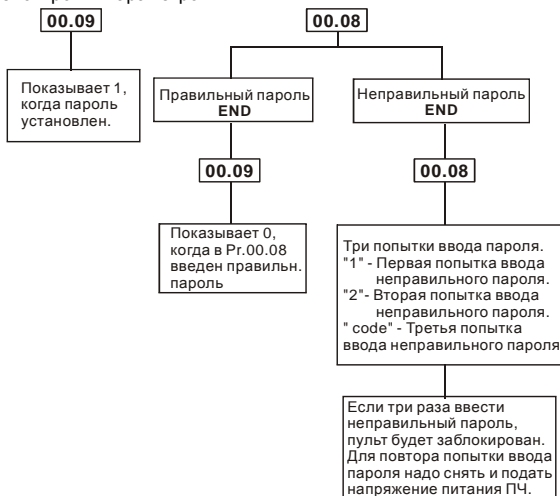 00.09
Показывает 1,
когда пароль
установлен.
00.08
Правильный пароль
END
00.09
Показывает 0,
когда в Pr.00.08
введен правильн.
пароль
Неправильный пароль
END
00.08
Три попытки ввода пароля.
"1" - Первая попытка ввода
неправильного пароля.
"2"- Вторая попытка ввода
неправильного пароля.
" code" - Третья попытка
ввода неправильного пароля
Если три раза ввести
неправильный пароль,
пульт будет заблокирован.
Для повтора попытки ввода
пароля надо снять и подать
напряжение питания ПЧ.